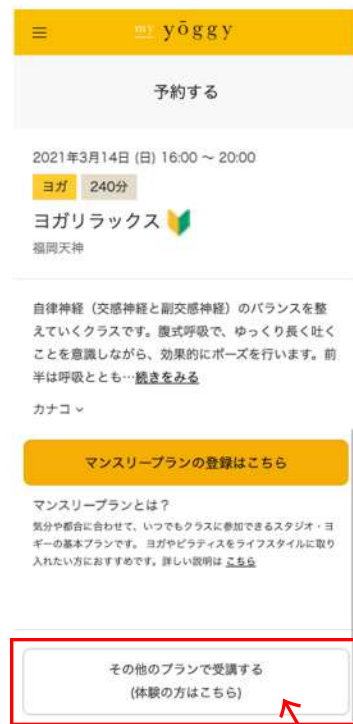 my yōggy
予約する
2021年3月14日 (日) 16:00 ~ 20:00
ヨガ 240分
ヨガリラックス
福岡天神
自律神経（交感神経と副交感神経）のバランスを整
えていくクラスです。腹式呼吸で、ゆっくり長く吐く
ことを意識しながら、効果的にポーズを行います。前
半は呼吸ととも…続きをみる
カナコ
マンスリープランの登録はこちら
マンスリープランとは？
気分や都合に合わせて、いつでもクラスに参加できるスタジオ・ヨ
ギーの基本プランです。 ヨガやピラティスをライフスタイルに取り
入れたい方におすすめです。詳しい説明は こちら
その他のプランで受講する
(体験の方はこちら)